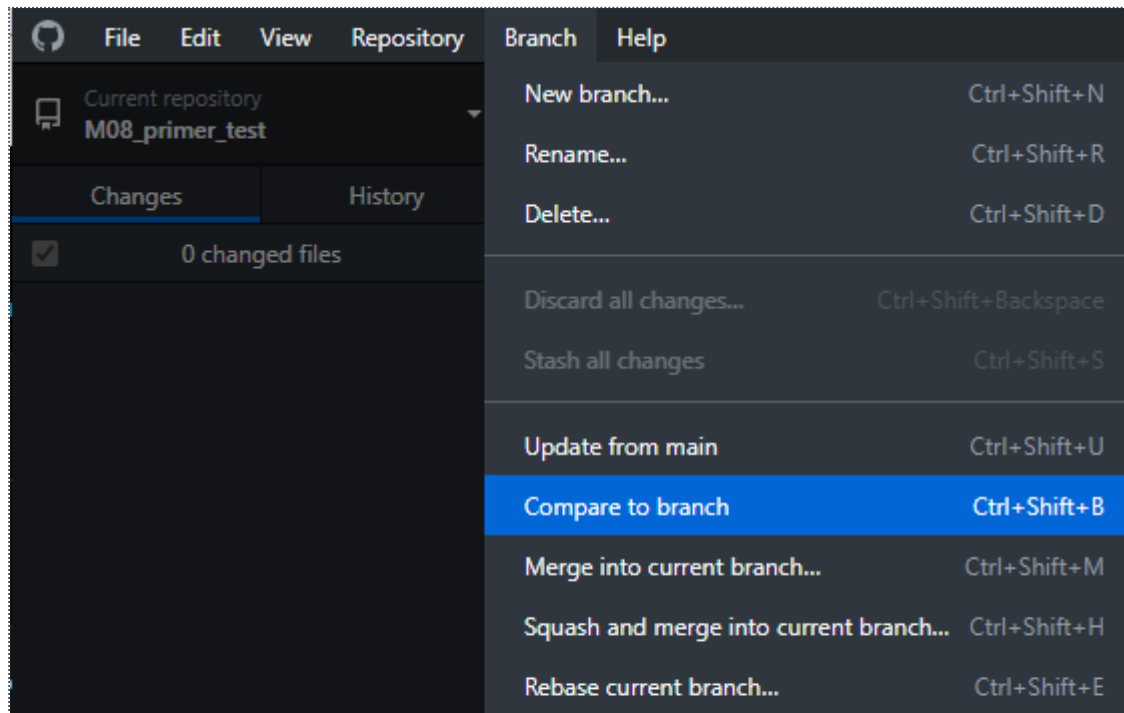 File Edit View Repository Branch Help
Current repository
M08_primer_test
Changes History
0 changed files
New branch... Ctrl+Shift+N
Rename... Ctrl+Shift+R
Delete... Ctrl+Shift+D
Discard all changes... Ctrl+Shift+Backspace
Stash all changes Ctrl+Shift+S
Update from main Ctrl+Shift+U
Compare to branch Ctrl+Shift+B
Merge into current branch... Ctrl+Shift+M
Squash and merge into current branch... Ctrl+Shift+H
Rebase current branch... Ctrl+Shift+E